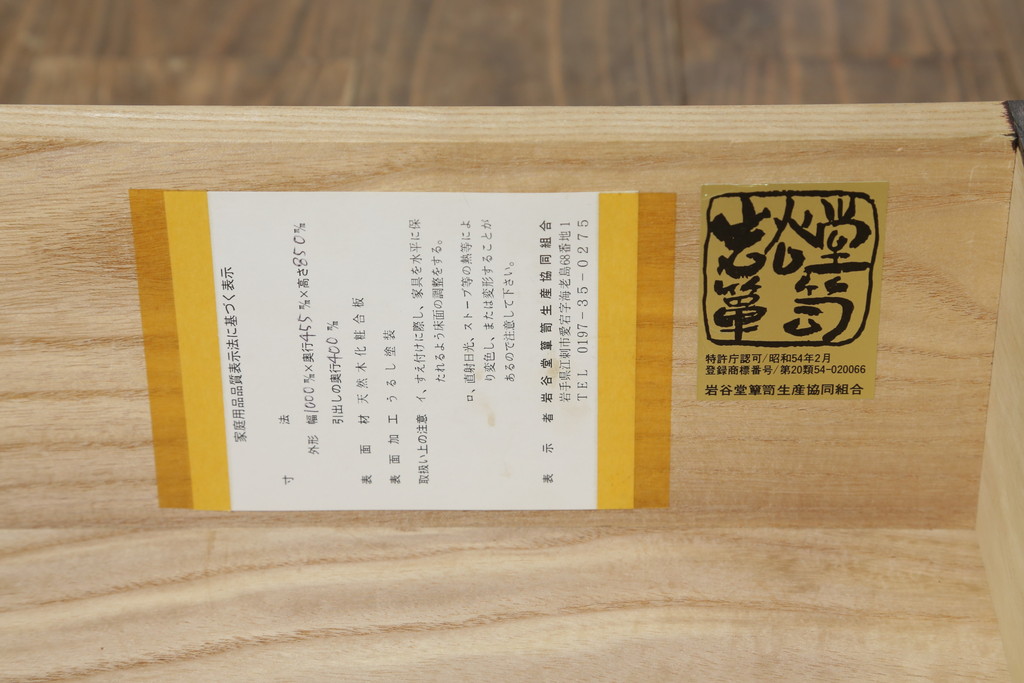 家庭用品品質表示法に基づく表示
寸法
外形 幅1000㎜×奥行455㎜×高さ850㎜
引出しの奥行400㎜
表面材 天然木化粧合板
表面加工 うるし塗装
取扱い上の注意 イ、すえ付けに際し、家具を水平に保
たれるよう床面の調整をする。
ロ、直射日光、ストーブ等の熱等によ
り変色し、または変形することが
あるので注意して下さい。
表示者 岩谷堂簞笥生産協同組合
岩手県江刺市愛宕字海老島68番地1
TEL 0197-35-0275
岩谷堂
簞笥
特許庁認可/昭和54年2月
登録商標番号/第20類54-020066
岩谷堂簞笥生産協同組合